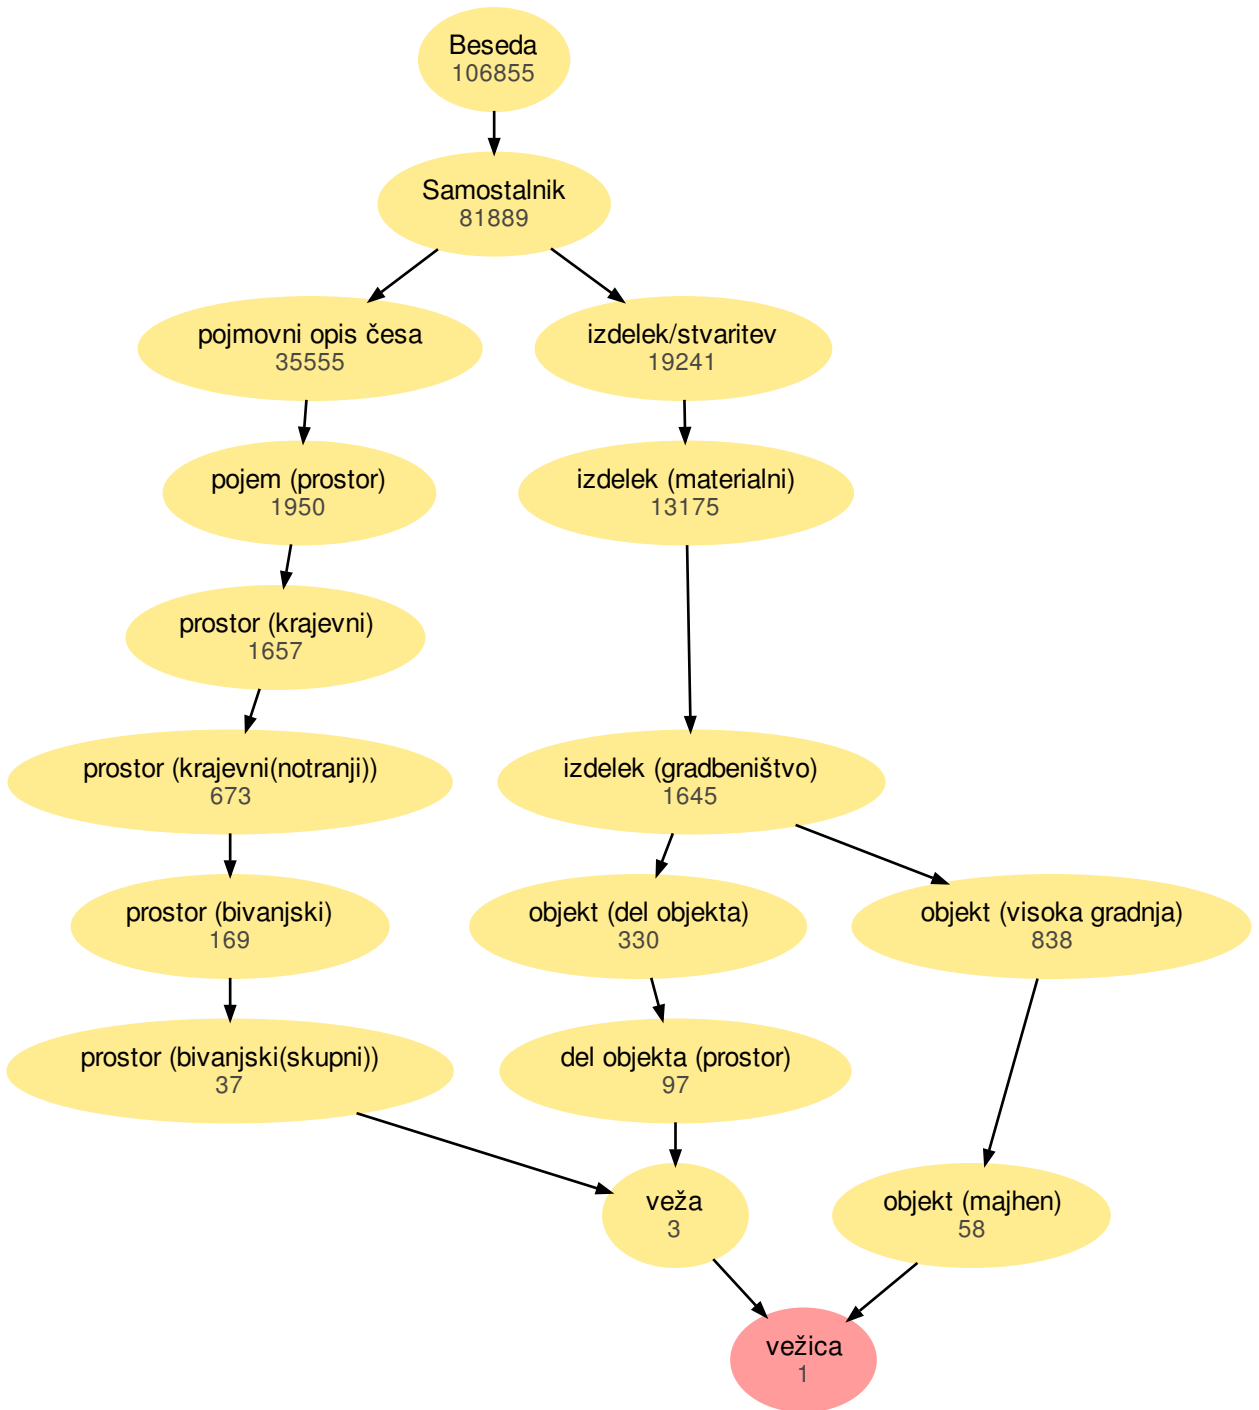 Beseda
106855
Samostalnik
81889
pojmovni opis česa
35555
izdelek/stvaritev
19241
pojem (prostor)
1950
izdelek (materialni)
13175
prostor (krajevni)
1657
prostor (krajevni(notranji))
673
izdelek (gradbeništvo)
1645
prostor (bivanjski)
169
objekt (del objekta)
330
objekt (visoka gradnja)
838
prostor (bivanjski(skupni))
37
del objekta (prostor)
97
veža
3
objekt (majhen)
58
vežica
1